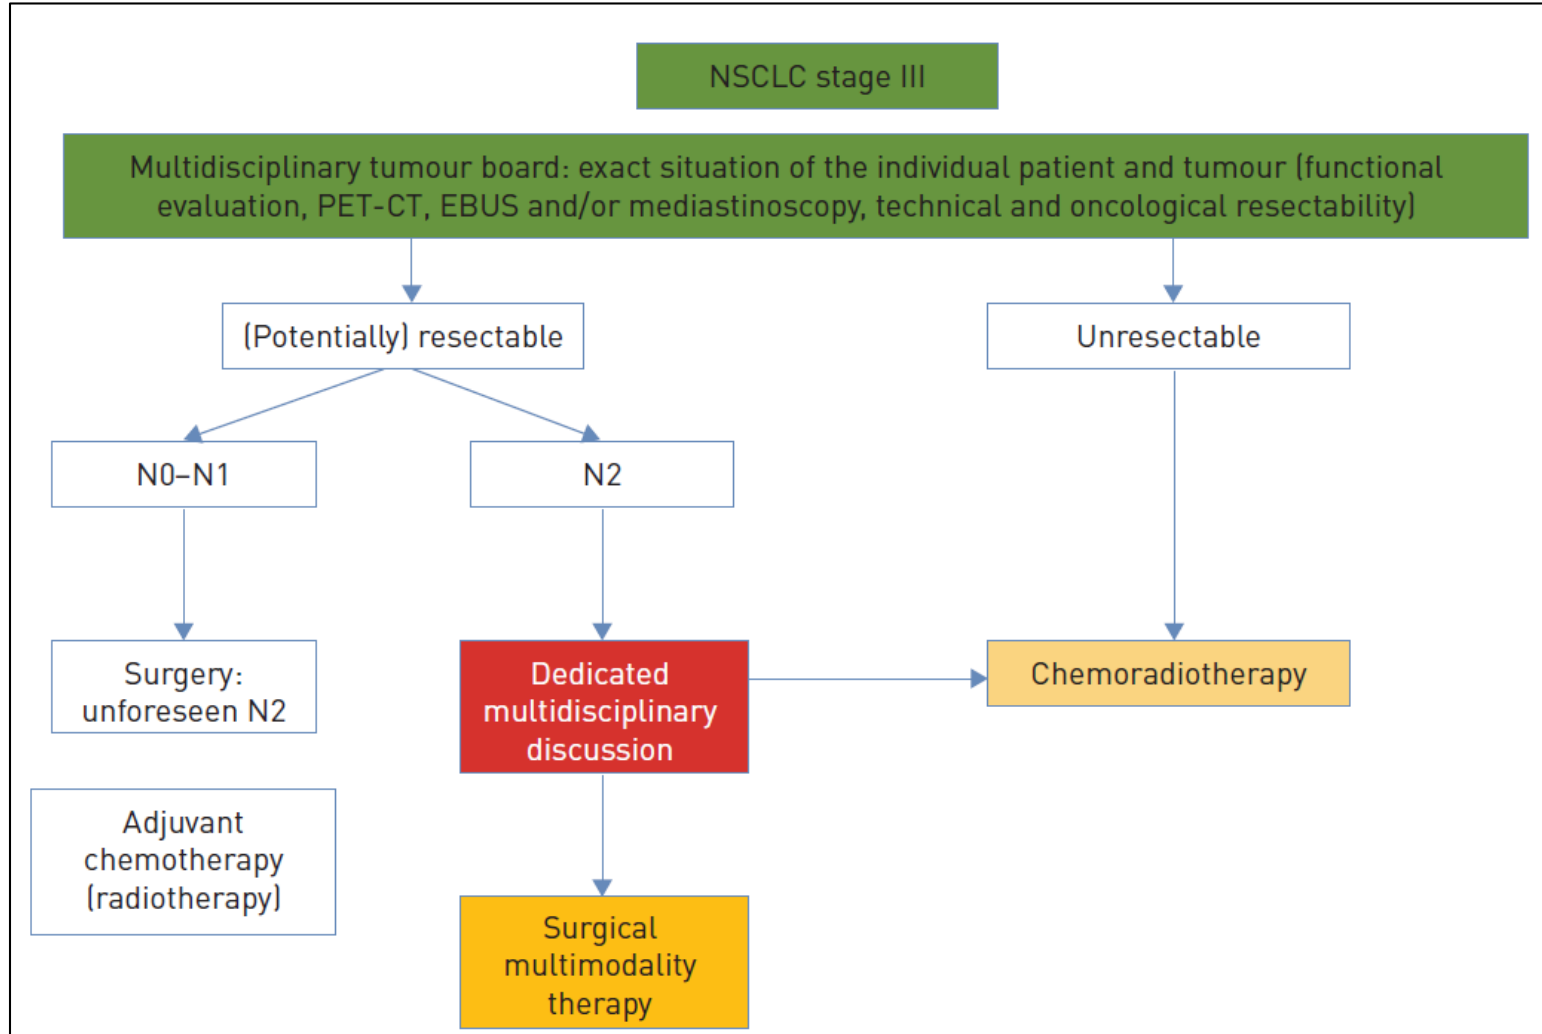 NSCLC stage III
Multidisciplinary tumour board: exact situation of the individual patient and tumour (functional
evaluation, PET-CT, EBUS and/or mediastinoscopy, technical and oncological resectability)
(Potentially) resectable
Unresectable
N0–N1
N2
Surgery:
unforeseen N2
Dedicated
multidisciplinary
discussion
Chemoradiotherapy
Adjuvant
chemotherapy
(radiotherapy)
Surgical
multimodality
therapy